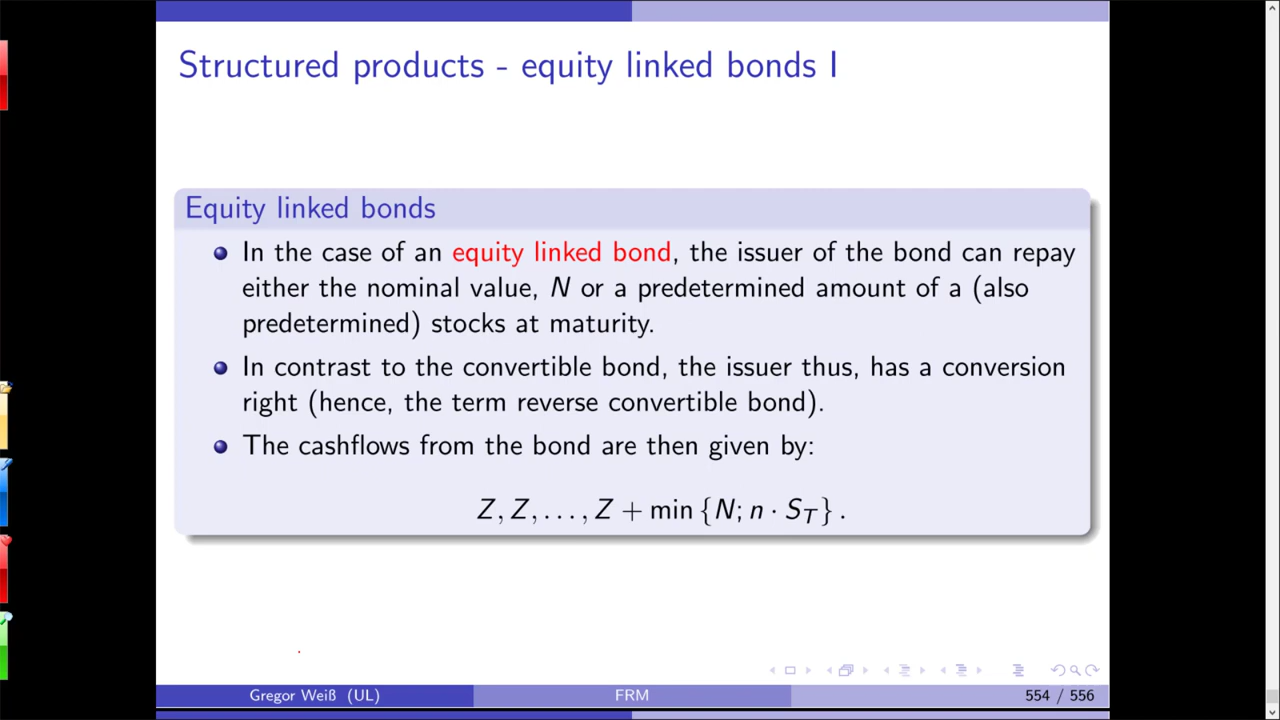 Structured products - equity linked bonds I
Equity linked bonds
In the case of an equity linked bond, the issuer of the bond can repay
either the nominal value, N or a predetermined amount of a (also
predetermined) stocks at maturity.
In contrast to the convertible bond, the issuer thus, has a conversion
right (hence, the term reverse convertible bond).
The cashflows from the bond are then given by:
Z, Z, . . . , Z + min {N; n · S_T} .
Gregor Weiß (UL) FRM 554 / 556